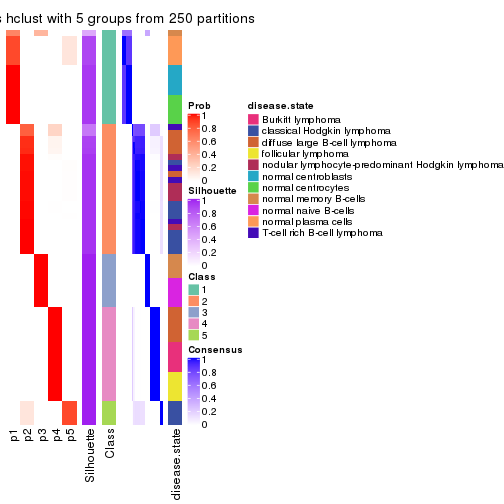 s hclust with 5 groups from 250 partitions
Prob
1
0.8
0.6
0.4
0.2
0
Silhouette
1
0.8
0.6
0.4
0.2
0
Class
1
2
3
4
5
Consensus
1
0.8
0.6
0.4
0.2
0
disease.state
Burkitt lymphoma
classical Hodgkin lymphoma
diffuse large B-cell lymphoma
follicular lymphoma
nodular lymphocyte-predominant Hodgkin lymphoma
normal centroblasts
normal centrocytes
normal memory B-cells
normal naive B-cells
normal plasma cells
T-cell rich B-cell lymphoma
p1
p2
p3
p4
p5
Silhouette
Class
disease.state